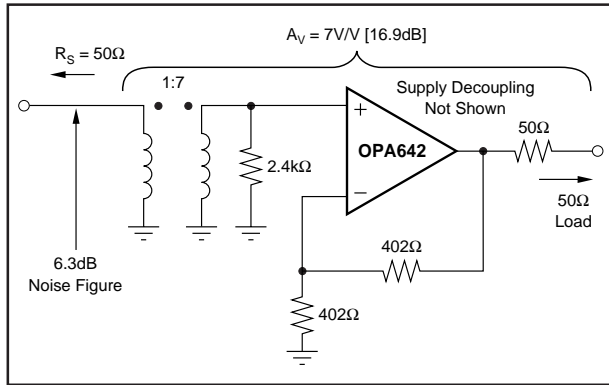 A_V = 7V/V [16.9dB]
R_S = 50Ω
1:7
Supply Decoupling
Not Shown
+
OPA642
–
50Ω
2.4kΩ
50Ω
Load
6.3dB
Noise Figure
402Ω
402Ω